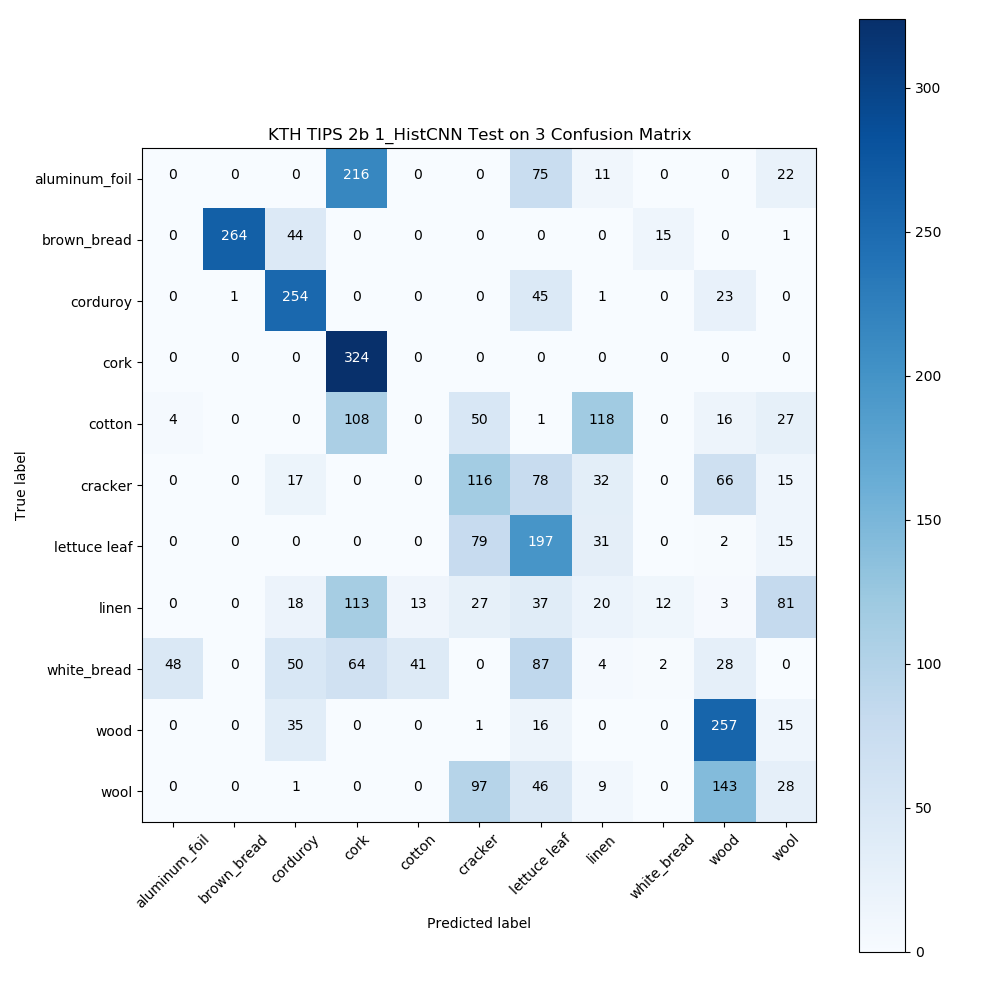 KTH TIPS 2b 1_HistCNN Test on 3 Confusion Matrix
aluminum_foil 0 0 0 216 0 0 75 11 0 0 22
brown_bread 0 264 44 0 0 0 0 0 15 0 1
corduroy 0 1 254 0 0 0 45 1 0 23 0
cork 0 0 0 324 0 0 0 0 0 0 0
cotton 4 0 0 108 0 50 1 118 0 16 27
cracker 0 0 17 0 0 116 78 32 0 66 15
lettuce leaf 0 0 0 0 0 79 197 31 0 2 15
linen 0 0 18 113 13 27 37 20 12 3 81
white_bread 48 0 50 64 41 0 87 4 2 28 0
wood 0 0 35 0 0 1 16 0 0 257 15
wool 0 0 1 0 0 97 46 9 0 143 28
aluminum_foil brown_bread corduroy cork cotton cracker lettuce leaf linen white_bread wood wool
Predicted label
True label
300
250
200
150
100
50
0